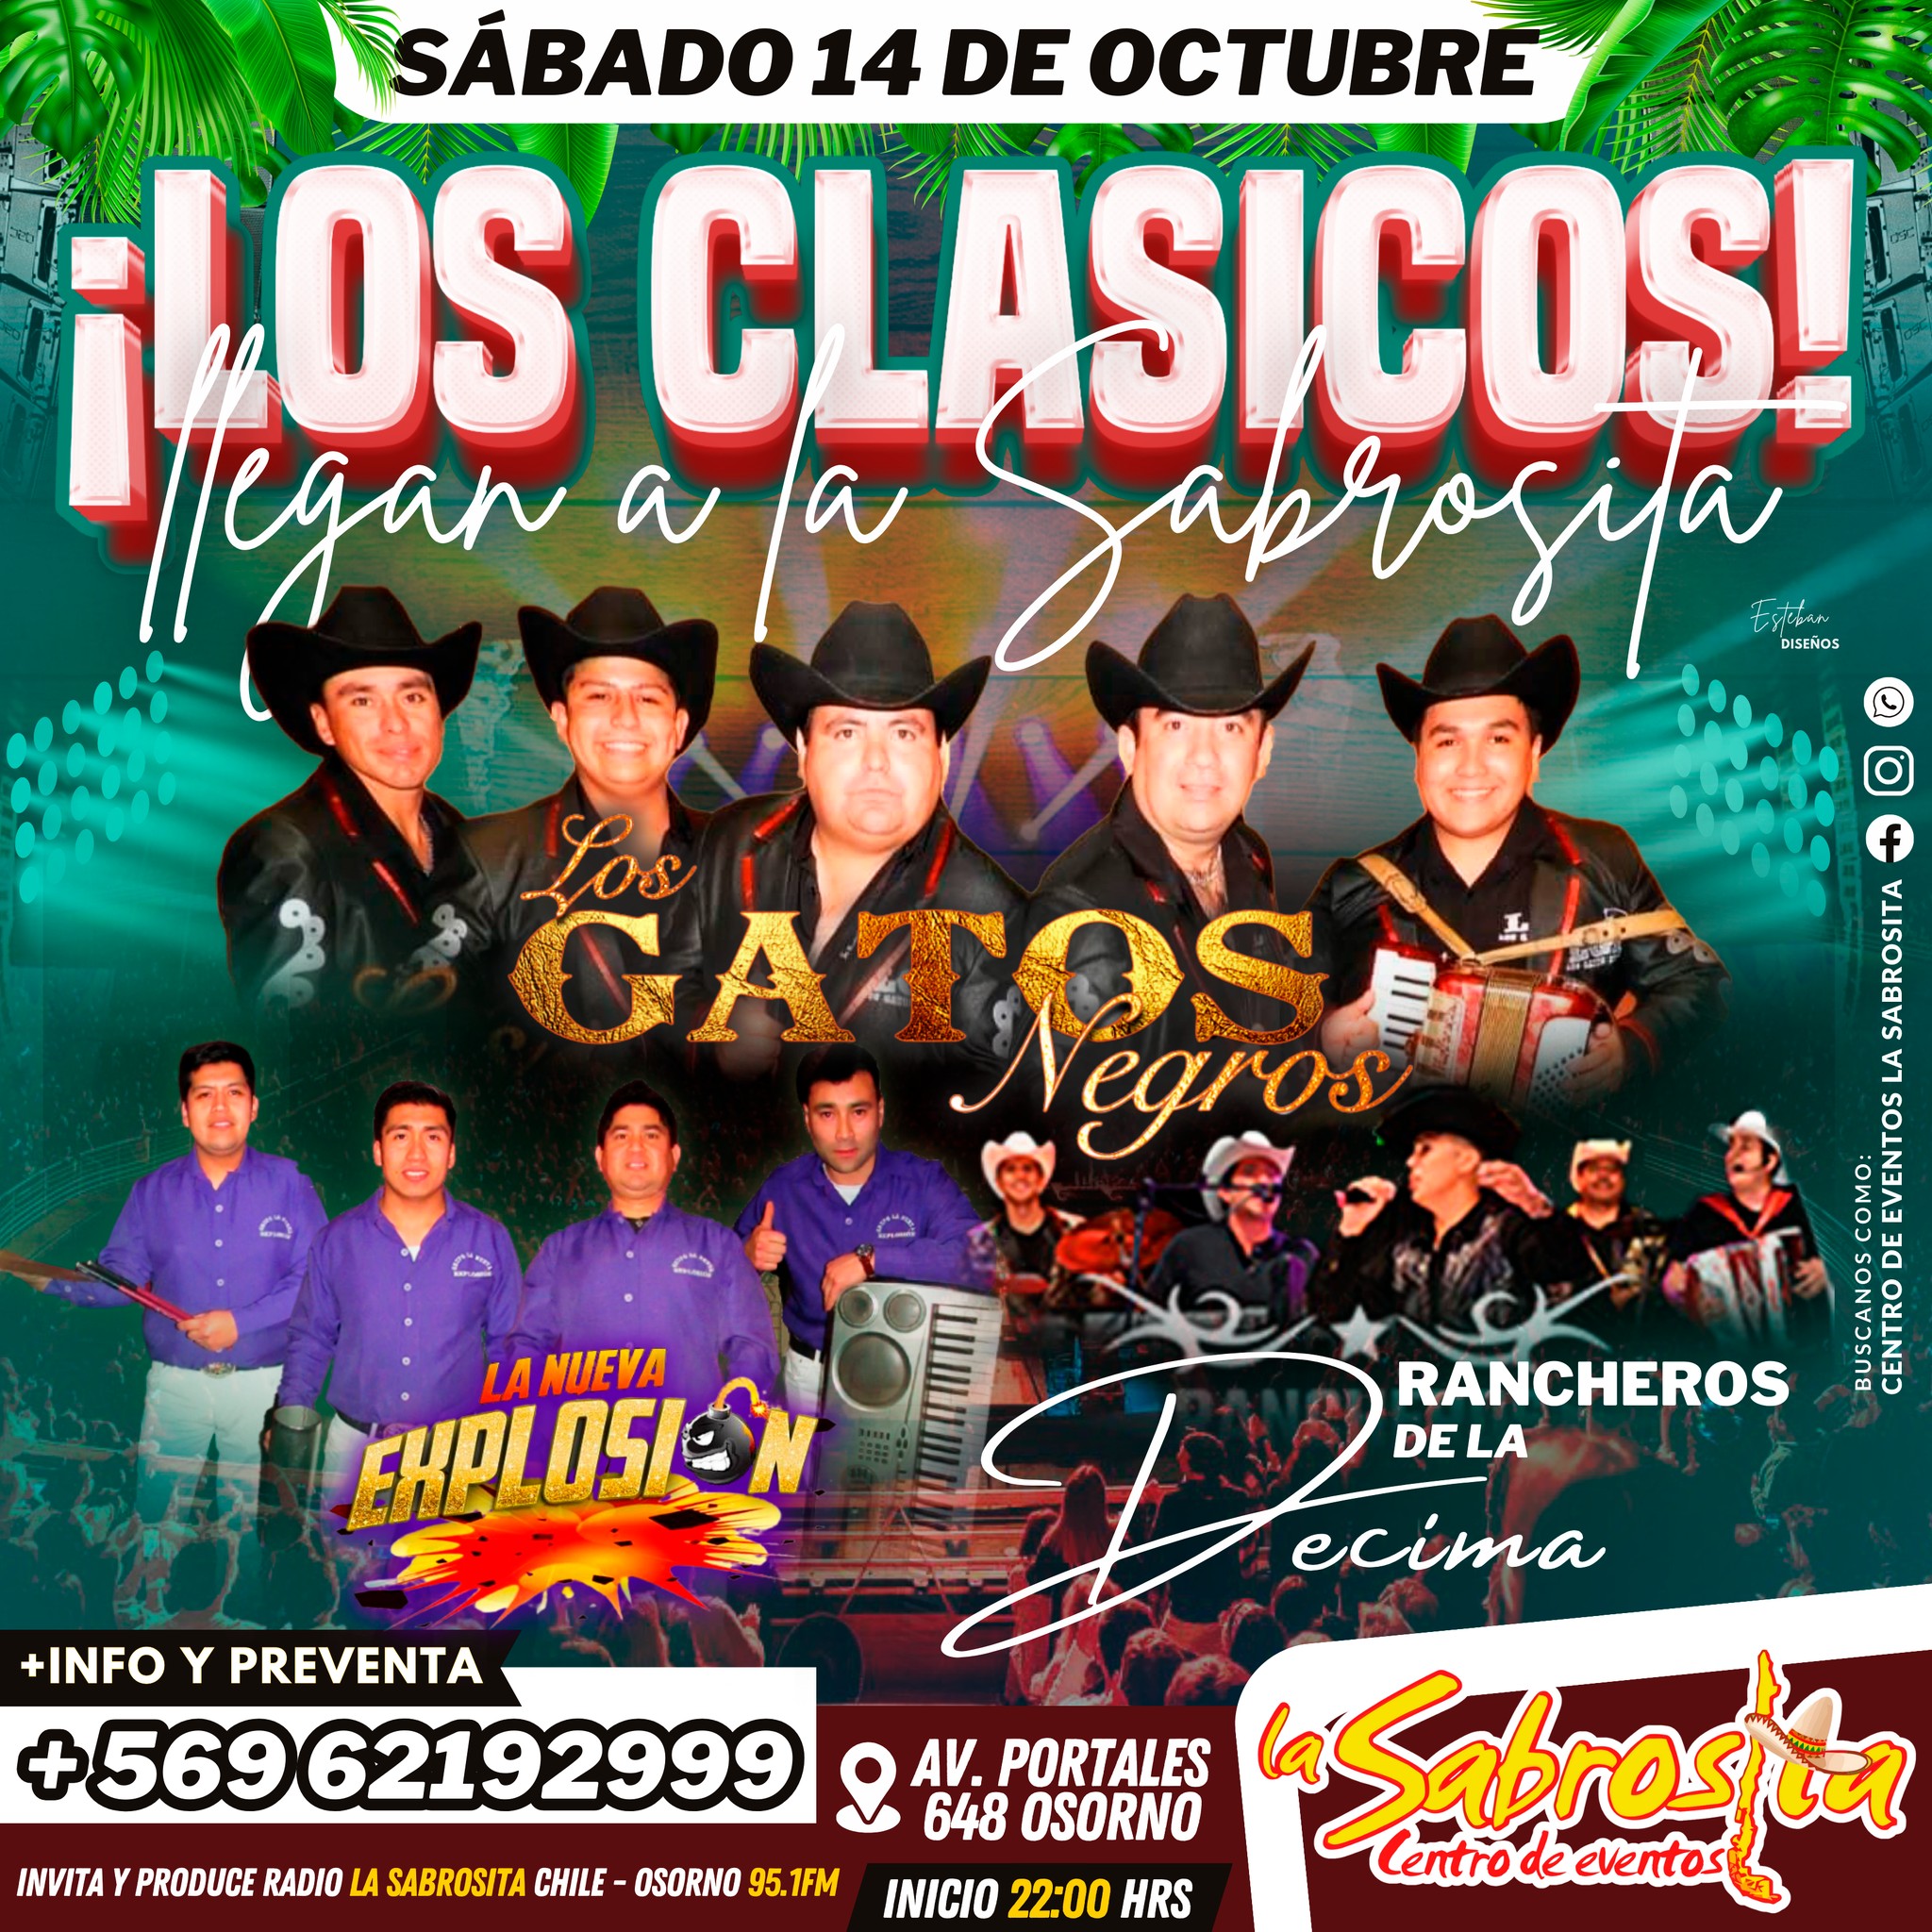 SÁBADO 14 DE OCTUBRE
¡LOS CLASICOS!
llegan a la Sabrosita
Esteban
DISEÑOS
Los
GATOS
Negros
LA NUEVA
EXPLOSION
RANCHEROS
DE LA
Decima
BUSCANOS COMO:
CENTRO DE EVENTOS LA SABROSITA
+INFO Y PREVENTA
+56962192999
AV. PORTALES
648 OSORNO
INVITA Y PRODUCE RADIO LA SABROSITA CHILE - OSORNO 95.1FM
INICIO 22:00 HRS
la Sabrosita
Centro de eventos